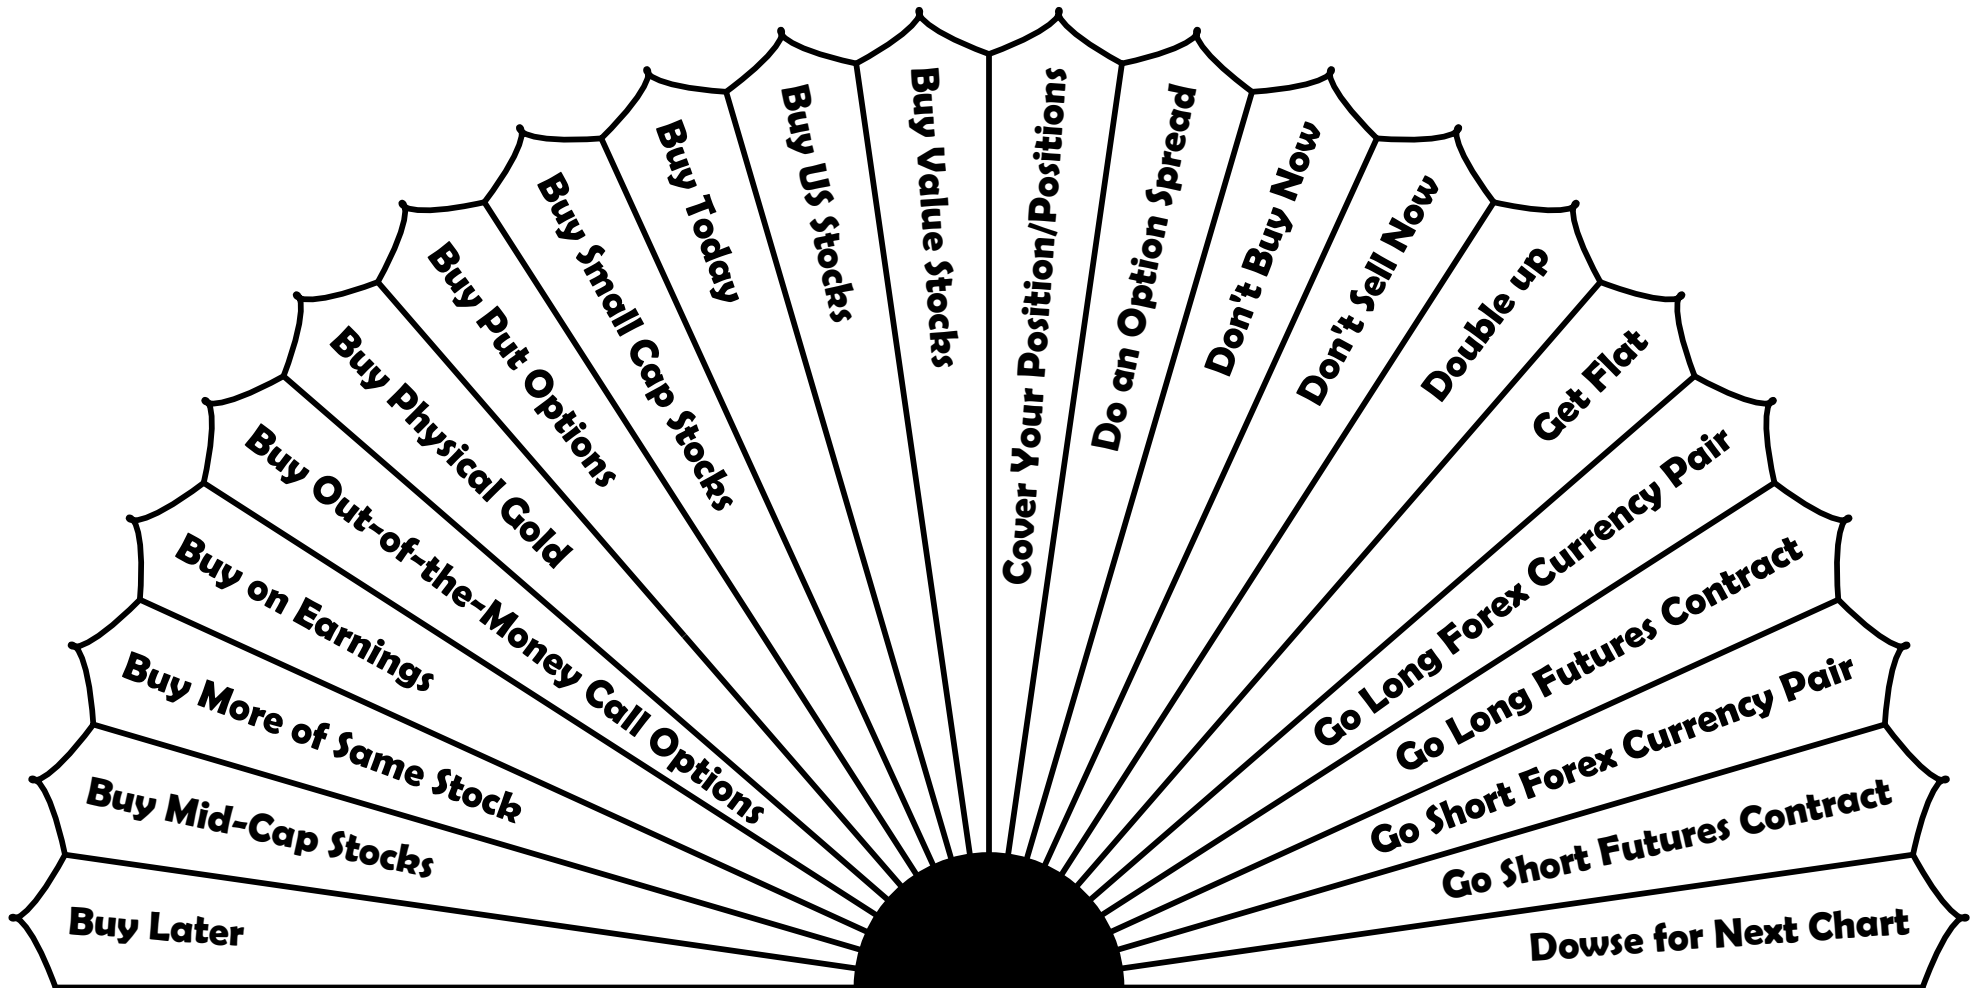 Buy Later
Buy Mid-Cap Stocks
Buy More of Same Stock
Buy on Earnings
Buy Out-of-the-Money Call Options
Buy Physical Gold
Buy Put Options
Buy Small Cap Stocks
Buy Today
Buy US Stocks
Buy Value Stocks
Cover Your Position/Positions
Do an Option Spread
Don't Buy Now
Don't Sell Now
Double up
Get Flat
Go Long Forex Currency Pair
Go Long Futures Contract
Go Short Forex Currency Pair
Go Short Futures Contract
Dowse for Next Chart